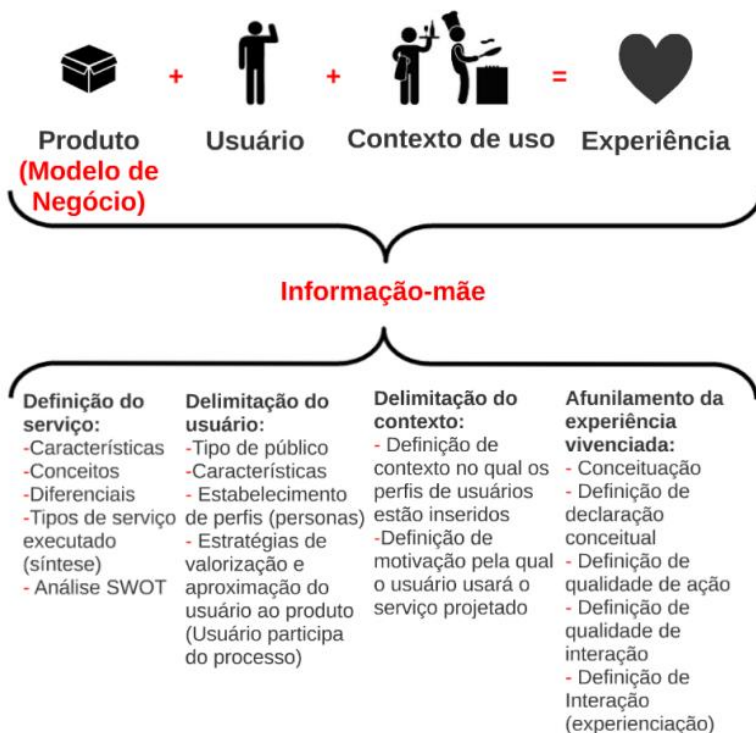 + + =
Produto
(Modelo de
Negócio)
Usuário
Contexto de uso
Experiência
Informação-mãe
Definição do
serviço:
-Características
-Conceitos
-Diferenciais
-Tipos de serviço
executado
(síntese)
- Análise SWOT
Delimitação do
usuário:
-Tipo de público
-Características
- Estabelecimento
de perfis (personas)
- Estratégias de
valorização e
aproximação do
usuário ao produto
(Usuário participa
do processo)
Delimitação do
contexto:
- Definição de
contexto no qual os
perfis de usuários
estão inseridos
-Definição de
motivação pela qual
o usuário usará o
serviço projetado
Afunilamento da
experiência
vivenciada:
- Conceituação
- Definição de
declaração
conceitual
- Definição de
qualidade de ação
- Definição de
qualidade de
interação
- Definição de
Interação
(experienciação)